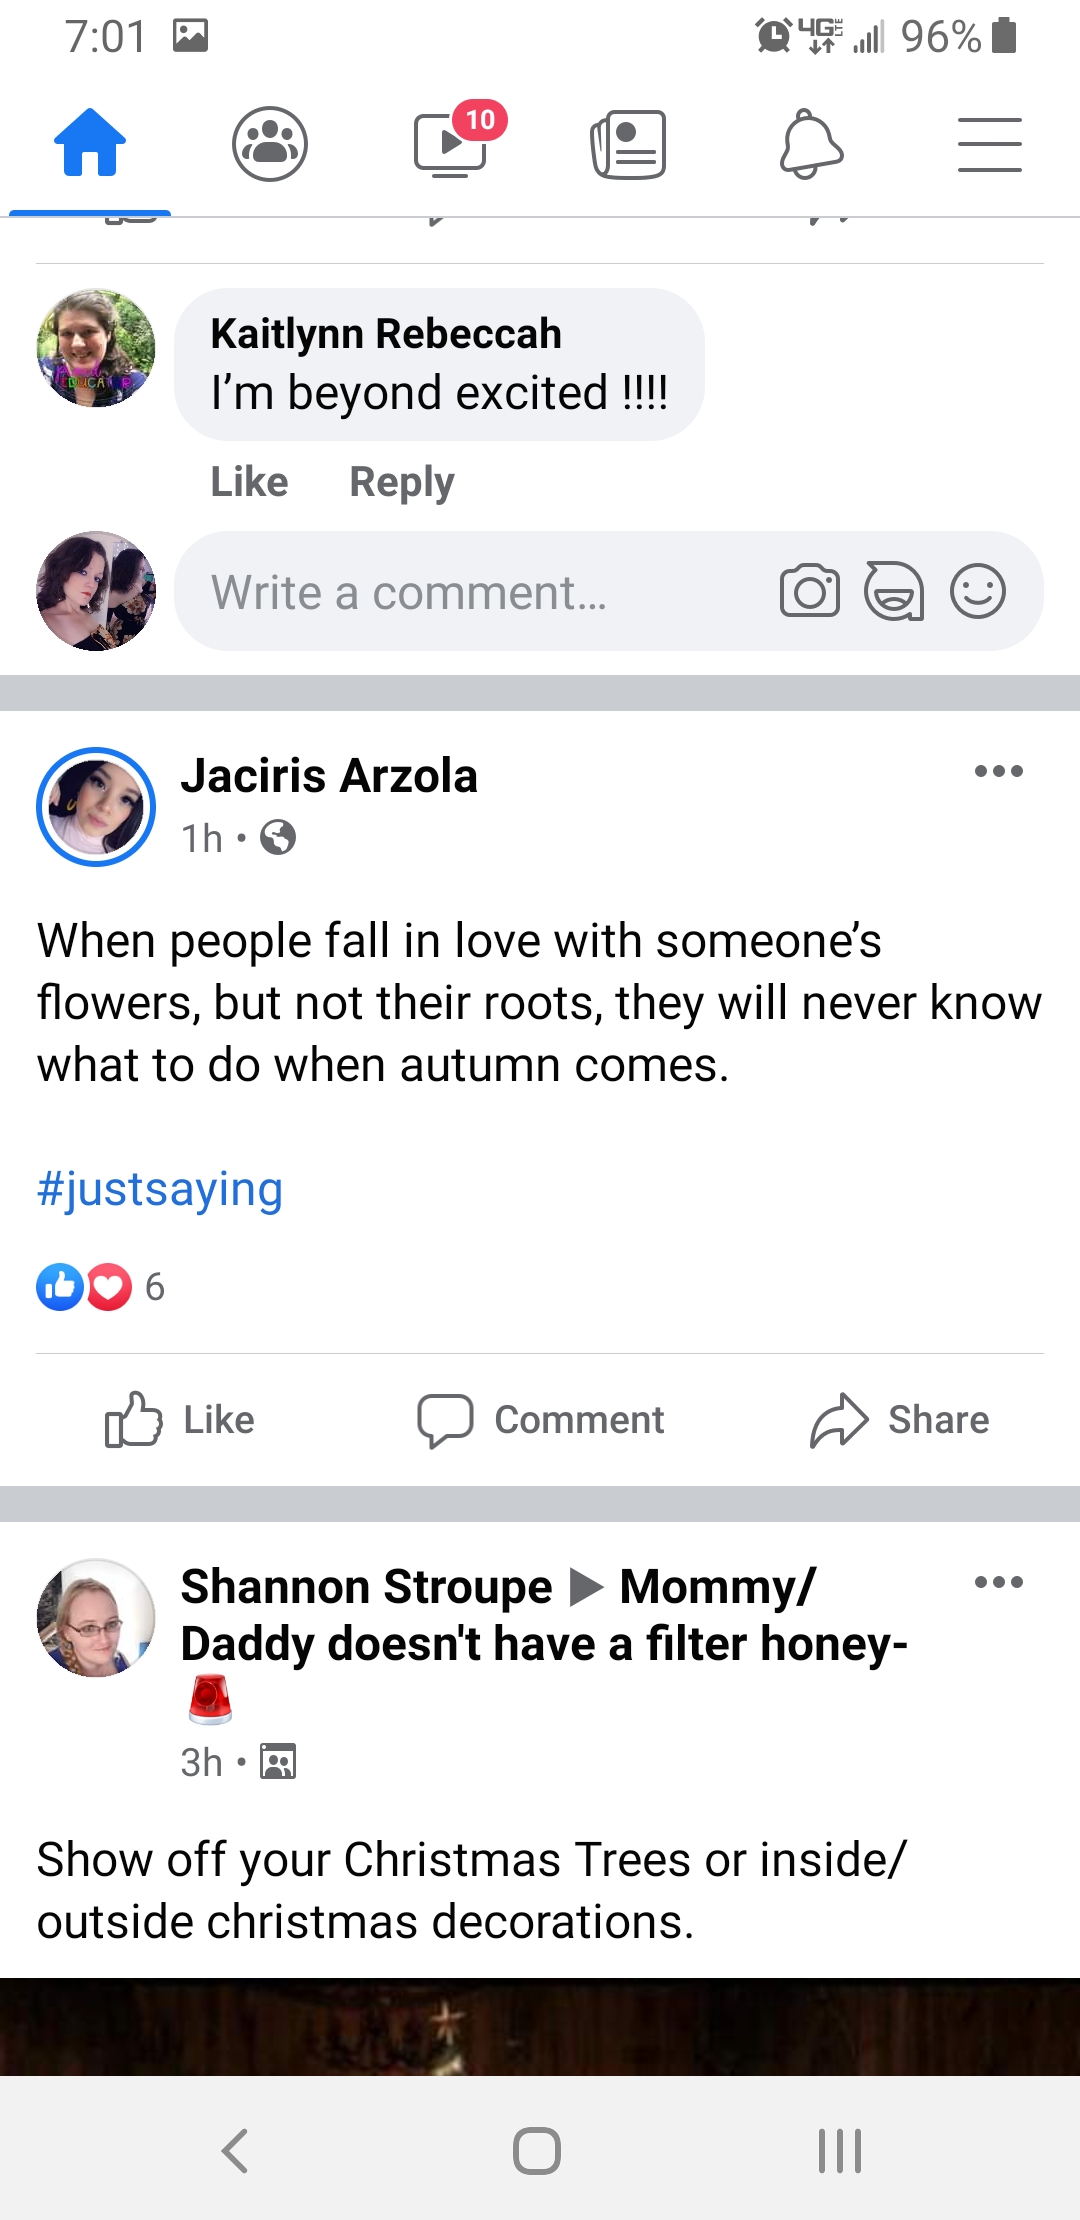 7:01 4G LTE 96%
10
Kaitlynn Rebeccah
I’m beyond excited !!!!
Like Reply
Write a comment...
Jaciris Arzola
1h •
When people fall in love with someone’s
flowers, but not their roots, they will never know
what to do when autumn comes.
#justsaying
6
Like Comment Share
Shannon Stroupe ▶ Mommy/
Daddy doesn't have a filter honey-
🚨
3h •
Show off your Christmas Trees or inside/
outside christmas decorations.